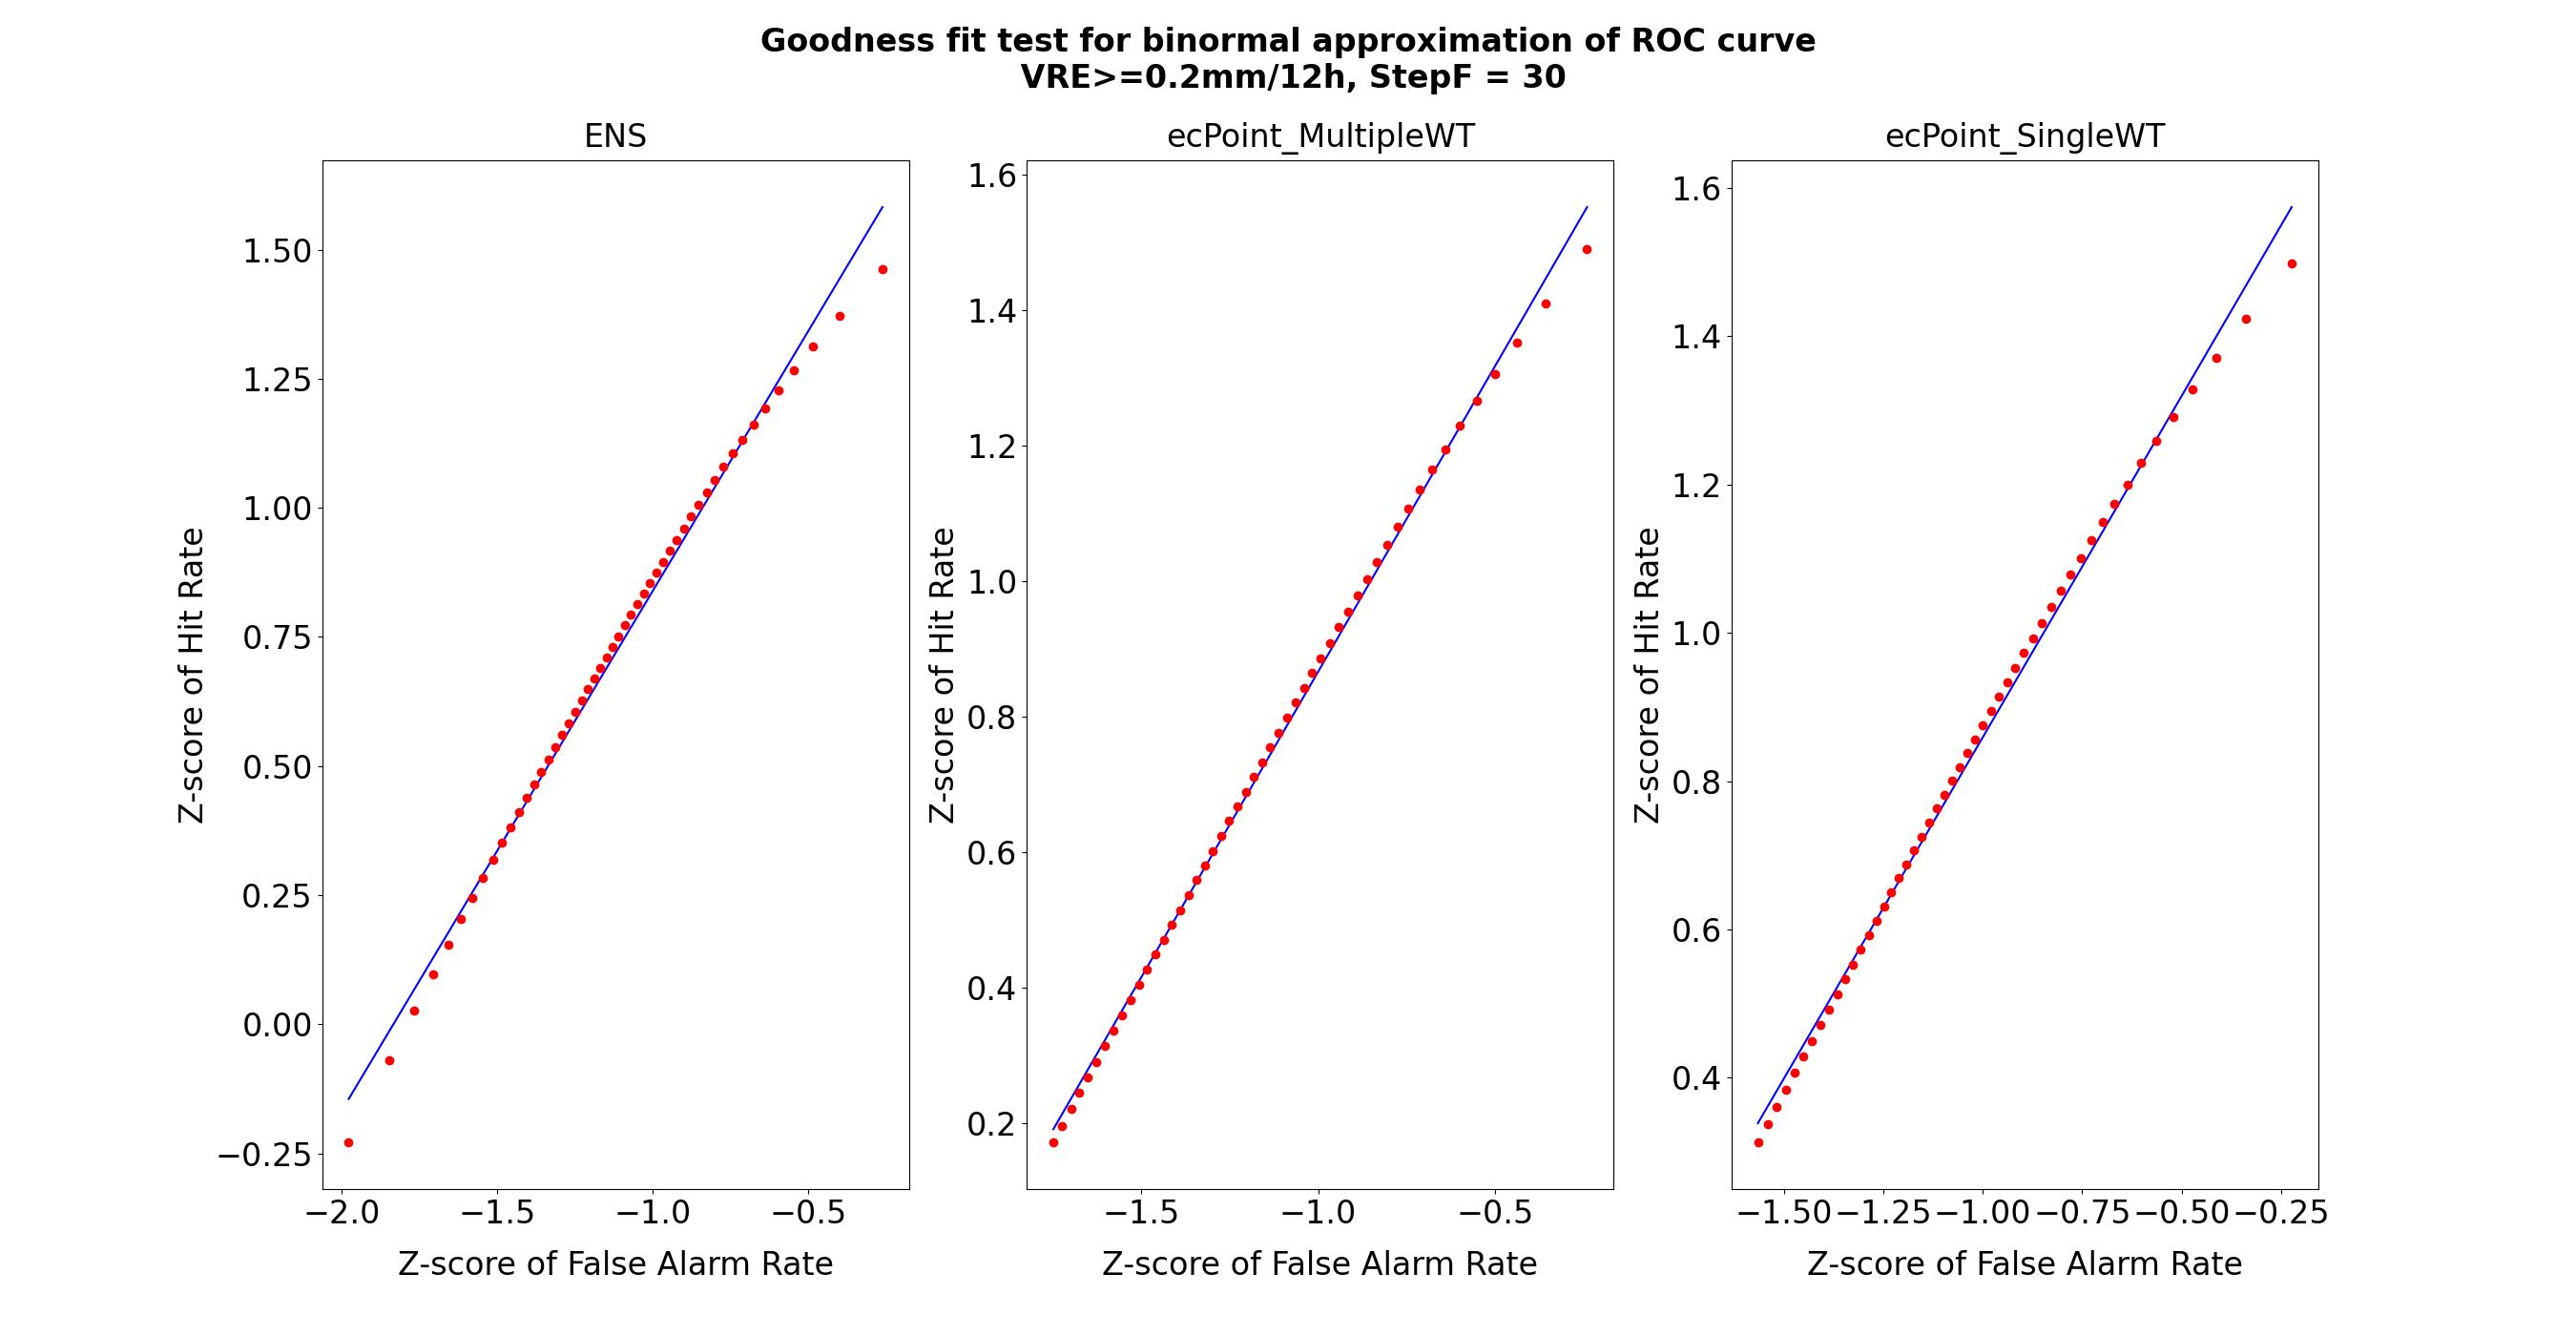 Goodness fit test for binormal approximation of ROC curve
VRE>=0.2mm/12h, StepF = 30
ENS
1.50
1.25
1.00
0.75
0.50
0.25
0.00
−0.25
Z-score of Hit Rate
−2.0 −1.5 −1.0 −0.5
Z-score of False Alarm Rate
ecPoint_MultipleWT
1.6
1.4
1.2
1.0
0.8
0.6
0.4
0.2
Z-score of Hit Rate
−1.5 −1.0 −0.5
Z-score of False Alarm Rate
ecPoint_SingleWT
1.6
1.4
1.2
1.0
0.8
0.6
0.4
Z-score of Hit Rate
−1.50 −1.25 −1.00 −0.75 −0.50 −0.25
Z-score of False Alarm Rate